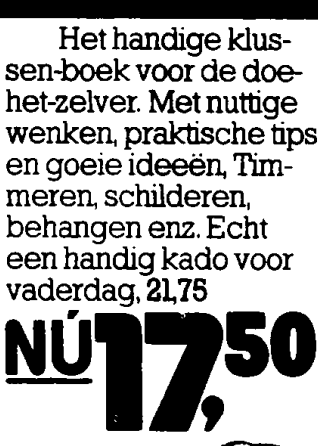 Het handige klus-
sen-boek voor de doe-
het-zelver. Met nuttige
wenken, praktische tips
en goeie ideeën, Tim-
meren, schilderen,
behangen enz. Echt
een handig kado voor
vaderdag, 21,75
NÚ 17,50